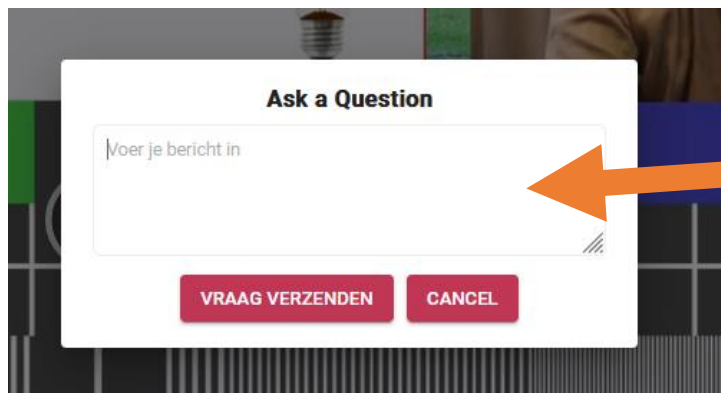 Ask a Question
Voer je bericht in
VRAAG VERZENDEN CANCEL